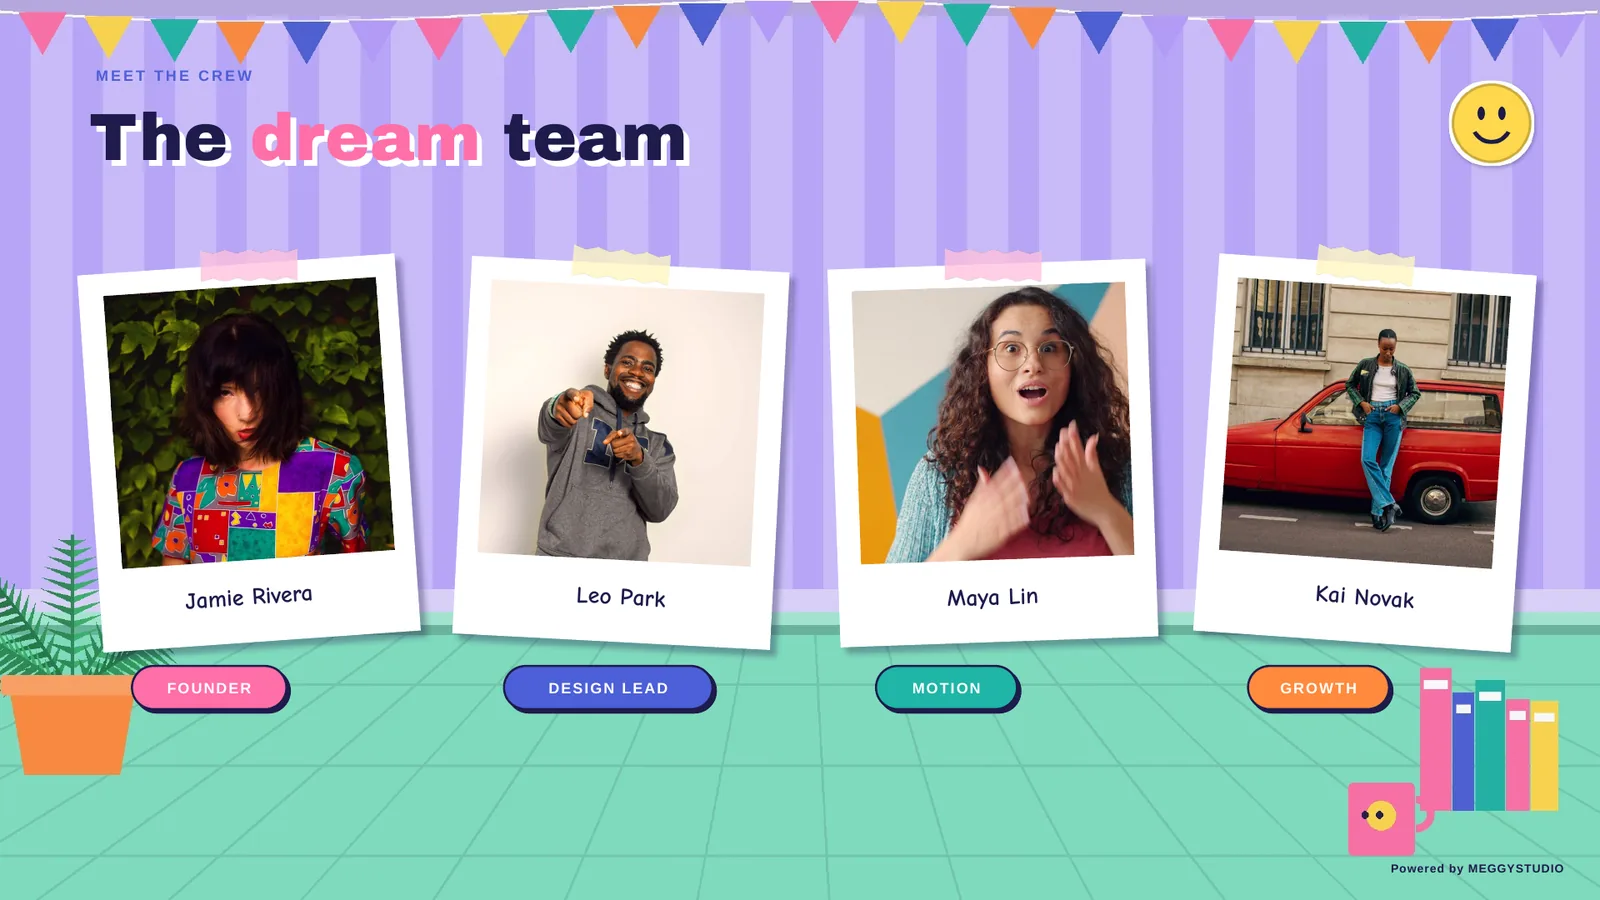 MEET THE CREW
The dream team
Jamie Rivera
Leo Park
Maya Lin
Kai Novak
FOUNDER
DESIGN LEAD
MOTION
GROWTH
Powered by MEGGYSTUDIO